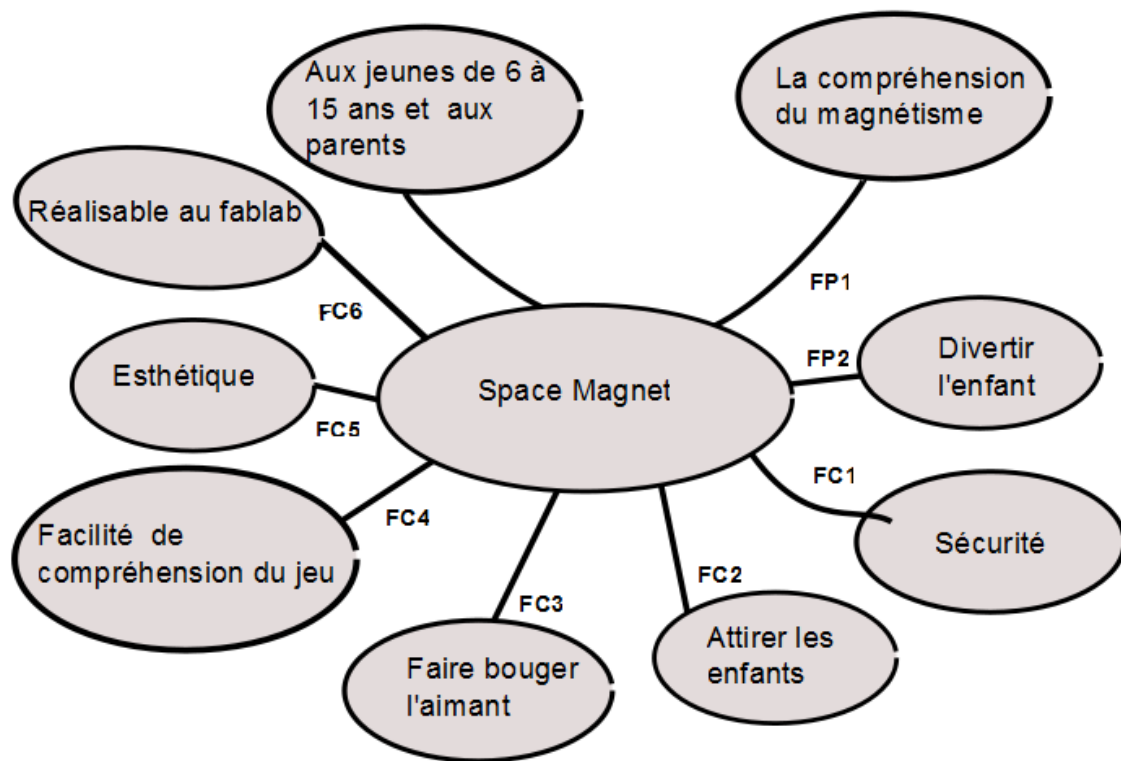 Aux jeunes de 6 à
15 ans et aux
parents
La compréhension
du magnétisme
Réalisable au fablab
FP1
FC6
Divertir
l'enfant
FP2
Esthétique
Space Magnet
FC5
FC1
Sécurité
Facilité de
compréhension du jeu
FC4
FC2
FC3
Attirer les
enfants
Faire bouger
l'aimant